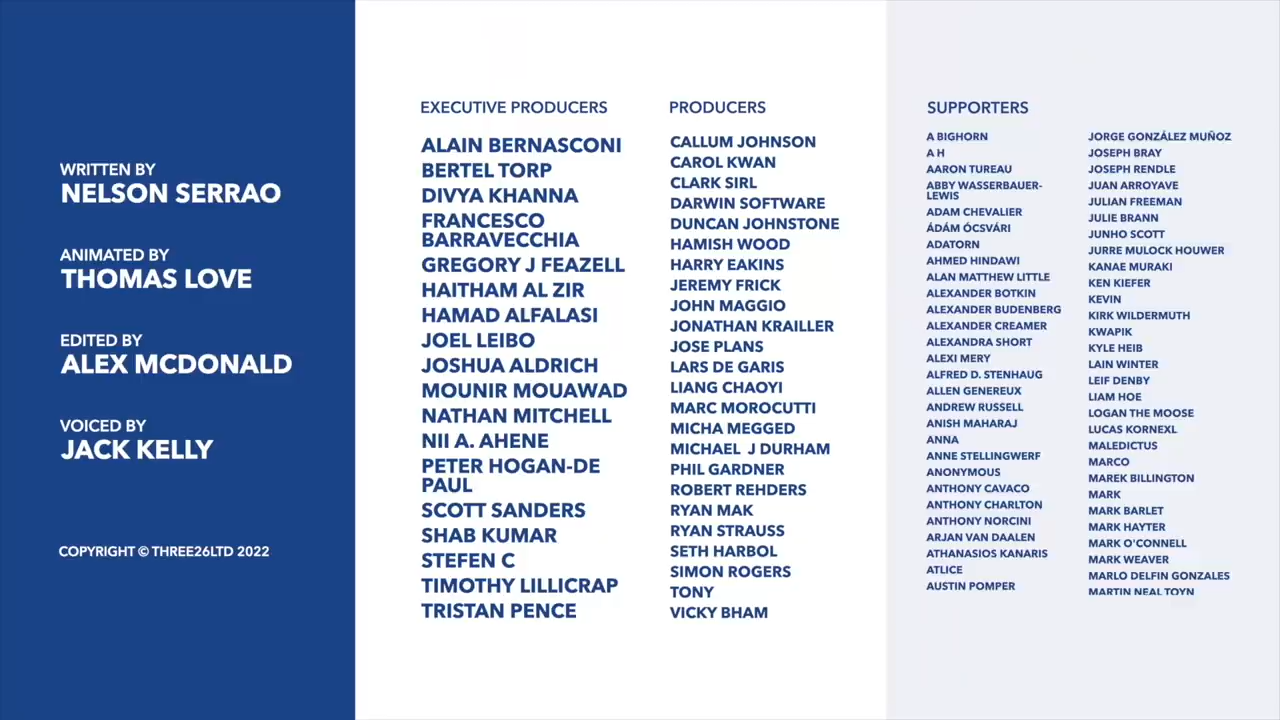 WRITTEN BY
NELSON SERRAO
ANIMATED BY
THOMAS LOVE
EDITED BY
ALEX MCDONALD
VOICED BY
JACK KELLY
COPYRIGHT © THREE26LTD 2022
EXECUTIVE PRODUCERS
ALAIN BERNASCONI
BERTEL TORP
DIVYA KHANNA
FRANCESCO
BARRAVECCHIA
GREGORY J FEAZELL
HAITHAM AL ZIR
HAMAD ALFALASI
JOEL LEIBO
JOSHUA ALDRICH
MOUNIR MOUAWAD
NATHAN MITCHELL
NII A. AHENE
PETER HOGAN-DE
PAUL
SCOTT SANDERS
SHAB KUMAR
STEFEN C
TIMOTHY LILLICRAP
TRISTAN PENCE
PRODUCERS
CALLUM JOHNSON
CAROL KWAN
CLARK SIRL
DARWIN SOFTWARE
DUNCAN JOHNSTONE
HAMISH WOOD
HARRY EAKINS
JEREMY FRICK
JOHN MAGGIO
JONATHAN KRAILLER
JOSE PLANS
LARS DE GARIS
LIANG CHAOYI
MARC MOROCUTTI
MICHA MEGGED
MICHAEL  J DURHAM
PHIL GARDNER
ROBERT REHDERS
RYAN MAK
RYAN STRAUSS
SETH HARBOL
SIMON ROGERS
TONY
VICKY BHAM
SUPPORTERS
A BIGHORN
A H
AARON TUREAU
ABBY WASSERBAUER-
LEWIS
ADAM CHEVALIER
ÁDÁM ÓCSVÁRI
ADATORN
AHMED HINDAWI
ALAN MATTHEW LITTLE
ALEXANDER BOTKIN
ALEXANDER BUDENBERG
ALEXANDER CREAMER
ALEXANDRA SHORT
ALEXI MERY
ALFRED D. STENHAUG
ALLEN GENEREUX
ANDREW RUSSELL
ANISH MAHARAJ
ANNA
ANNE STELLINGWERF
ANONYMOUS
ANTHONY CAVACO
ANTHONY CHARLTON
ANTHONY NORCINI
ARJAN VAN DAALEN
ATHANASIOS KANARIS
ATLICE
AUSTIN POMPER
JORGE GONZÁLEZ MUÑOZ
JOSEPH BRAY
JOSEPH RENDLE
JUAN ARROYAVE
JULIAN FREEMAN
JULIE BRANN
JUNHO SCOTT
JURRE MULOCK HOUWER
KANAE MURAKI
KEN KIEFER
KEVIN
KIRK WILDERMUTH
KWAPIK
KYLE HEIB
LAIN WINTER
LEIF DENBY
LIAM HOE
LOGAN THE MOOSE
LUCAS KORNEXL
MALEDICTUS
MARCO
MAREK BILLINGTON
MARK
MARK BARLET
MARK HAYTER
MARK O'CONNELL
MARK WEAVER
MARLO DELFIN GONZALES
MARTIN NEAL TOYN